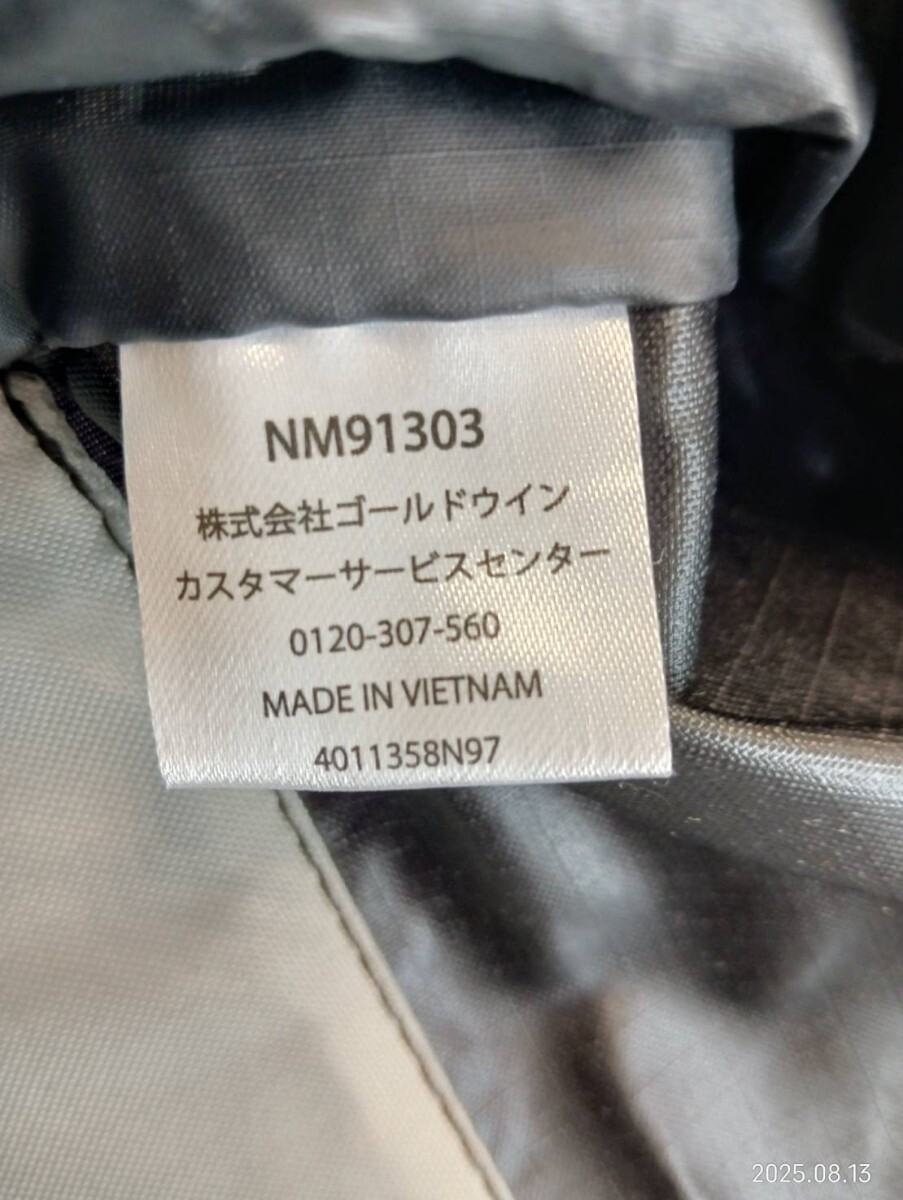 NM91303
株式会社ゴールドウイン
カスタマーサービスセンター
0120-307-560
MADE IN VIETNAM
4011358N97
2025.08.13